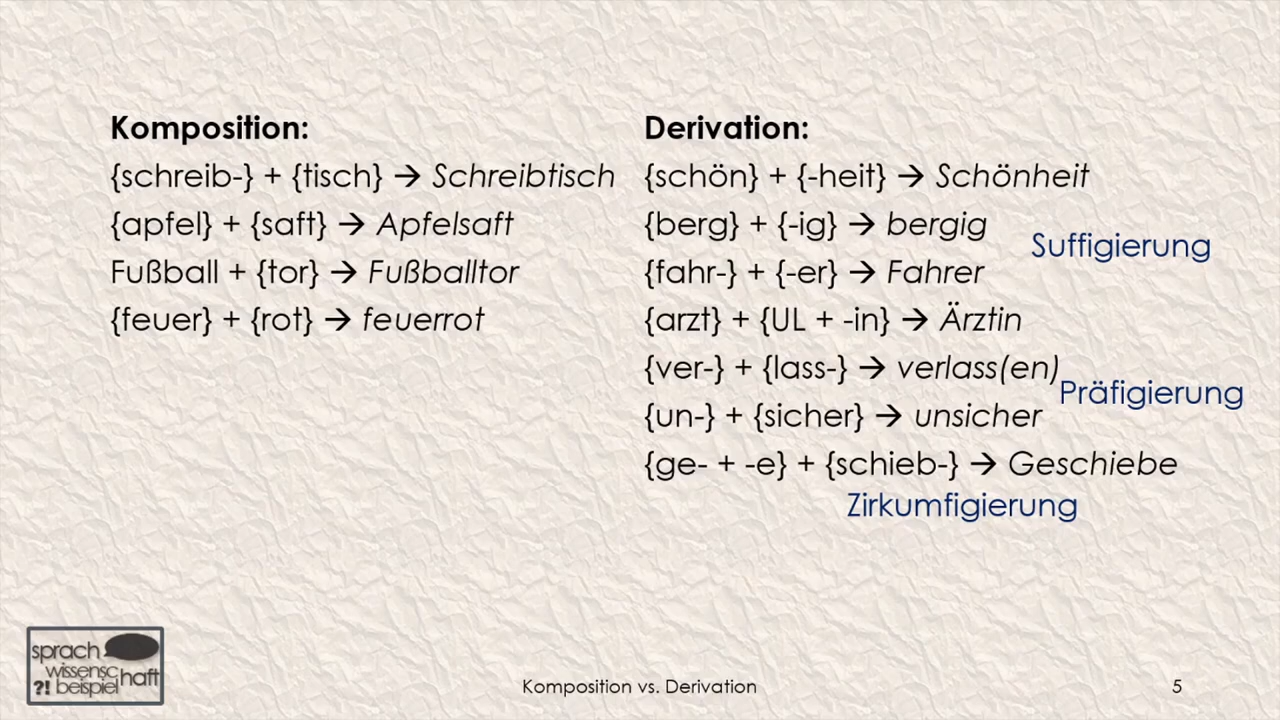 Komposition:
{schreib-} + {tisch} → Schreibtisch
{apfel} + {saft} → Apfelsaft
Fußball + {tor} → Fußballtor
{feuer} + {rot} → feuerrot
Derivation:
{schön} + {-heit} → Schönheit
{berg} + {-ig} → bergig
Suffigierung
{fahr-} + {-er} → Fahrer
{arzt} + {UL + -in} → Ärztin
{ver-} + {lass-} → verlass(en)
Präfigierung
{un-} + {sicher} → unsicher
{ge- + -e} + {schieb-} → Geschiebe
Zirkumfigierung
sprach
wissensc
haft
?! beispiel
Komposition vs. Derivation
5